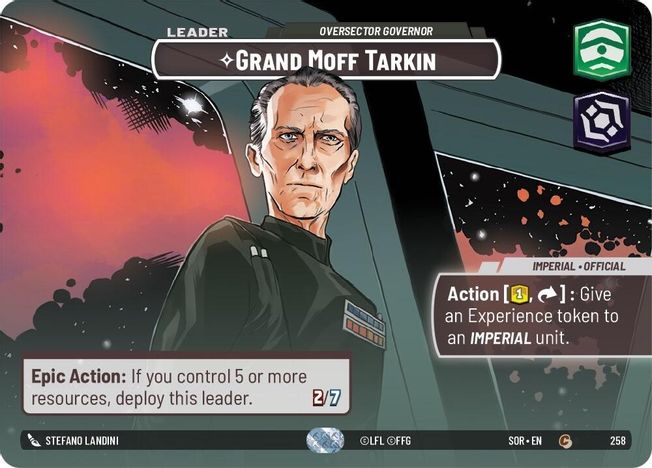 LEADER
OVERSECTOR GOVERNOR
✧GRAND MOFF TARKIN
IMPERIAL • OFFICIAL
Action [1, ]: Give
an Experience token to
an IMPERIAL unit.
Epic Action: If you control 5 or more
resources, deploy this leader.
2/7
STEFANO LANDINI
©LFL ©FFG
SOR • EN
C
258